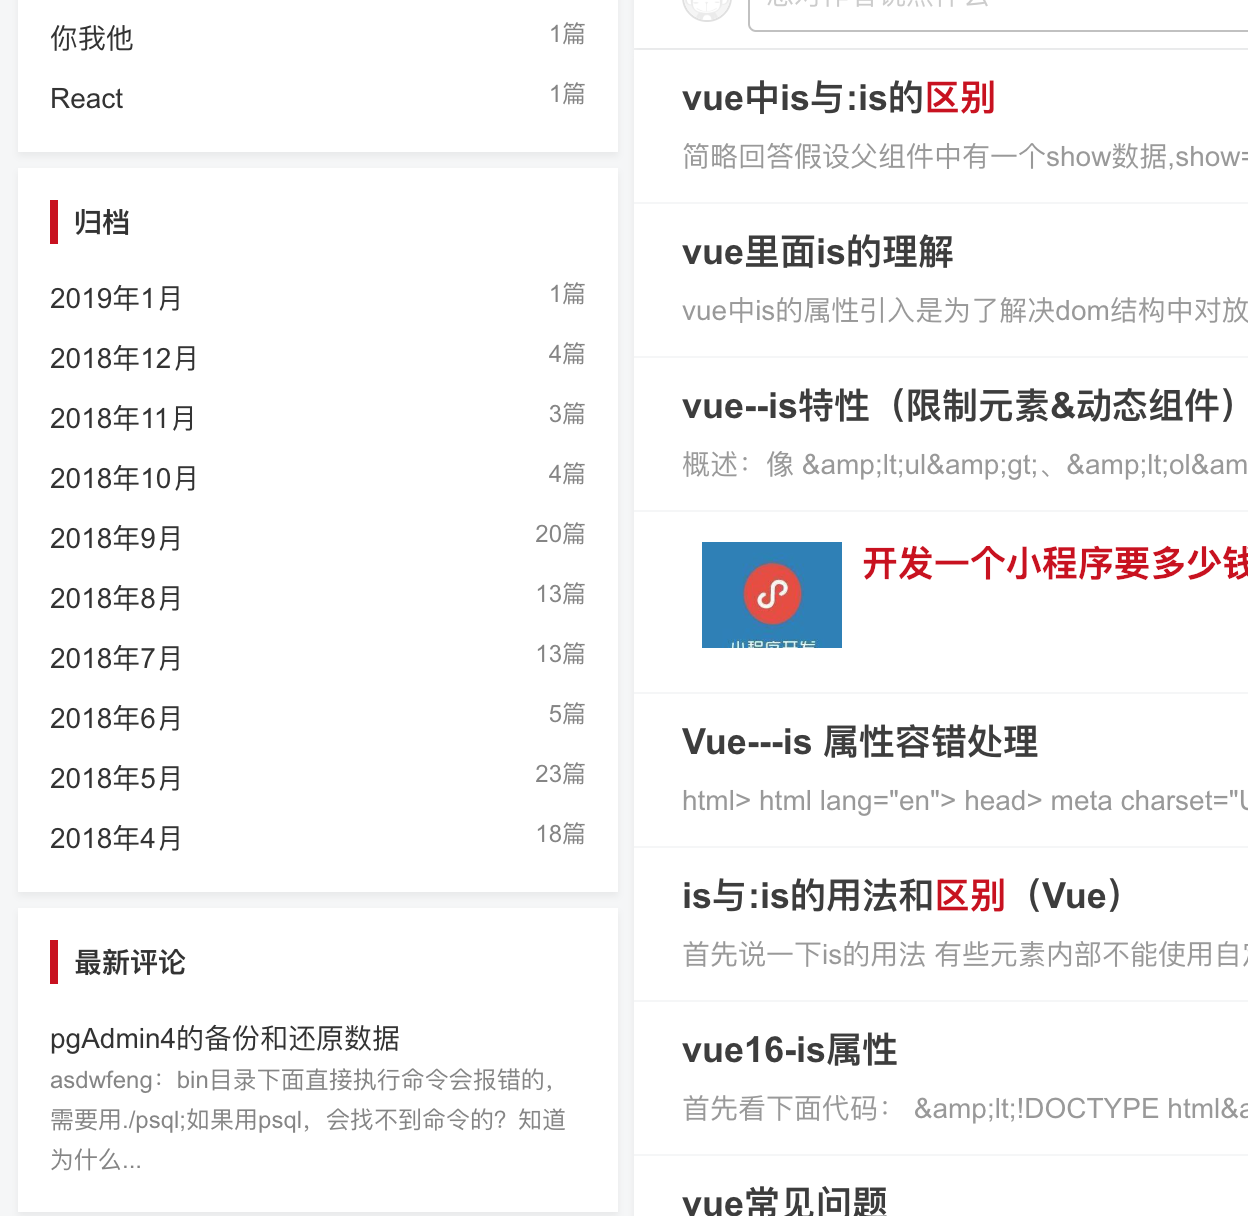 你我他
1篇
React
1篇
归档
2019年1月
1篇
2018年12月
4篇
2018年11月
3篇
2018年10月
4篇
2018年9月
20篇
2018年8月
13篇
2018年7月
13篇
2018年6月
5篇
2018年5月
23篇
2018年4月
18篇
最新评论
pgAdmin4的备份和还原数据
asdwfeng：bin目录下面直接执行命令会报错的，
需要用./psql;如果用psql，会找不到命令的？知道
为什么...
vue中is与:is的区别
简略回答假设父组件中有一个show数据,show=
vue里面is的理解
vue中is的属性引入是为了解决dom结构中对放
vue--is特性（限制元素&动态组件）
概述：像 &amp;lt;ul&amp;gt;、&amp;lt;ol&am
开发一个小程序要多少钱
小程序开发
Vue---is 属性容错处理
html> html lang="en"> head> meta charset="U
is与:is的用法和区别（Vue）
首先说一下is的用法 有些元素内部不能使用自定
vue16-is属性
首先看下面代码： &amp;lt;!DOCTYPE html&a
vue常见问题